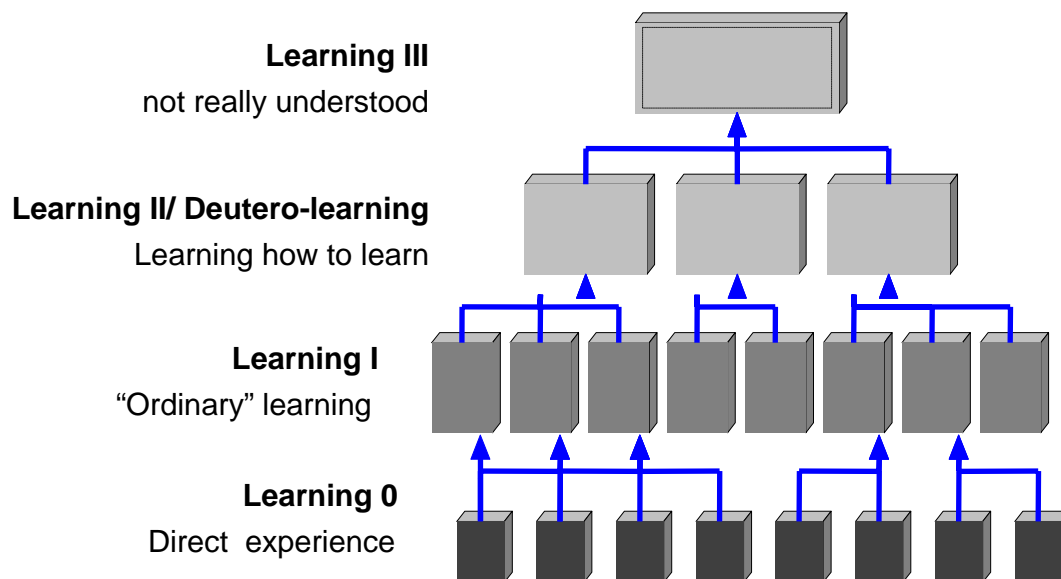 Learning III
not really understood
Learning II/ Deutero-learning
Learning how to learn
Learning I
“Ordinary” learning
Learning 0
Direct  experience